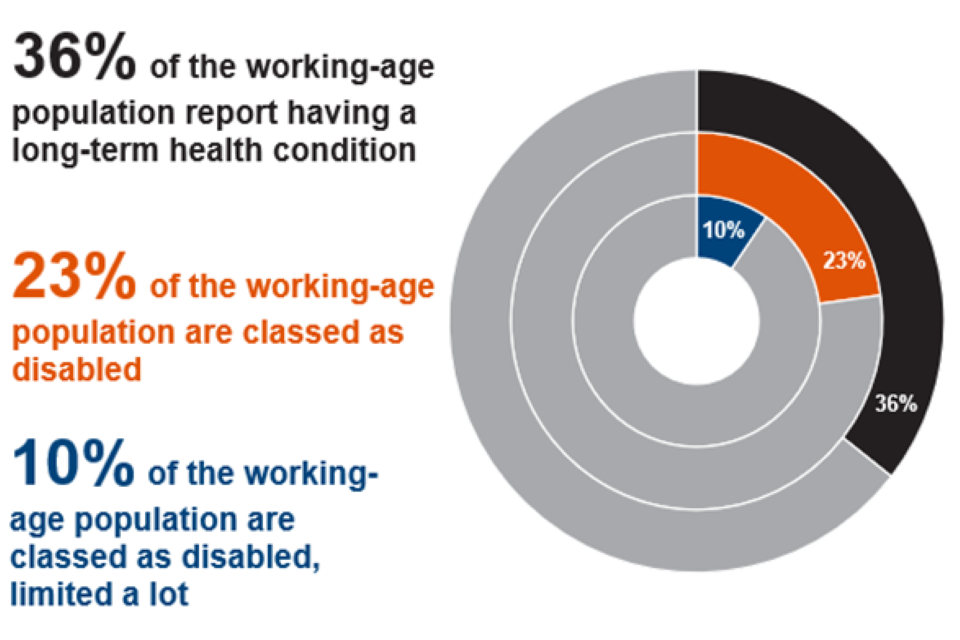 36% of the working-age
population report having a
long-term health condition
23% of the working-age
population are classed as
disabled
10% of the working-
age population are
classed as disabled,
limited a lot
10%
23%
36%